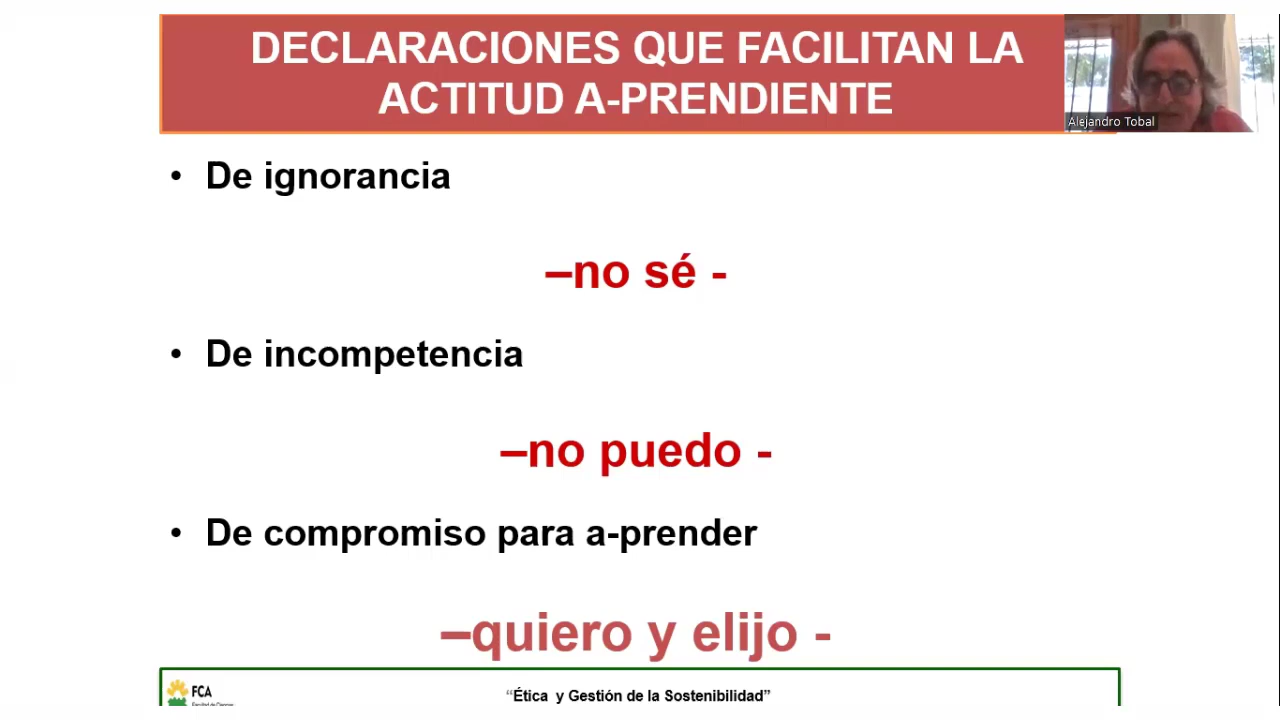 DECLARACIONES QUE FACILITAN LA
ACTITUD A-PRENDIENTE
Alejandro Tobal
• De ignorancia
–no sé -
• De incompetencia
–no puedo -
• De compromiso para a-prender
–quiero y elijo -
FCA
“Ética y Gestión de la Sostenibilidad”